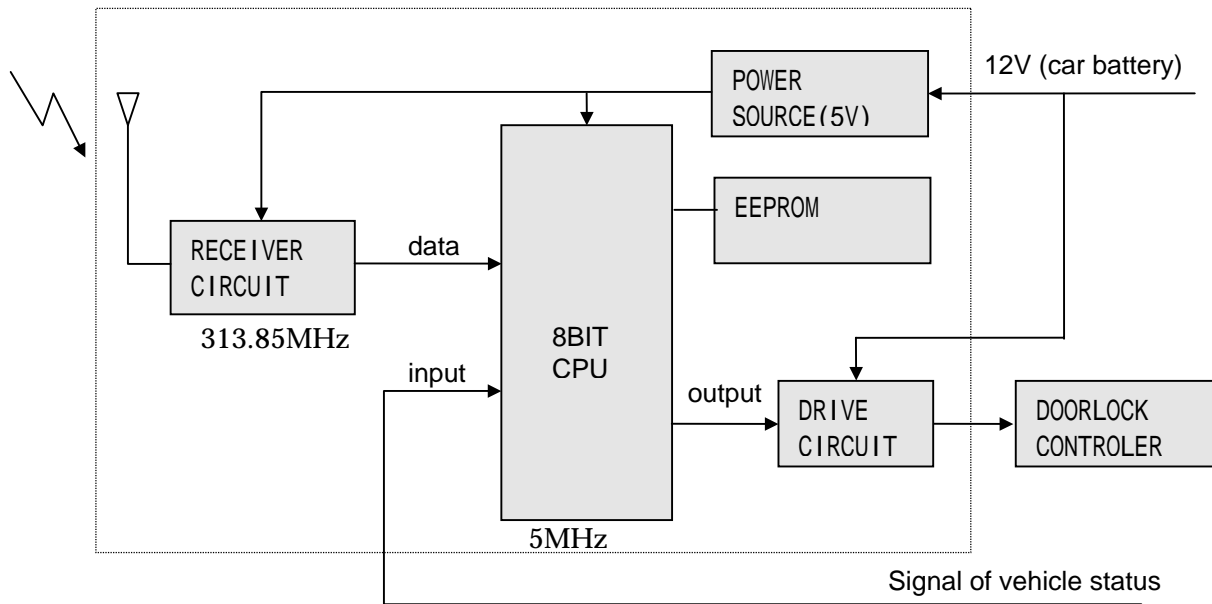 12V (car battery)
POWER
SOURCE(5V)
EEPROM
RECEIVER
CIRCUIT
data
313.85MHz
8BIT
CPU
input
output
DRIVE
CIRCUIT
DOORLOCK
CONTROLER
5MHz
Signal of vehicle status